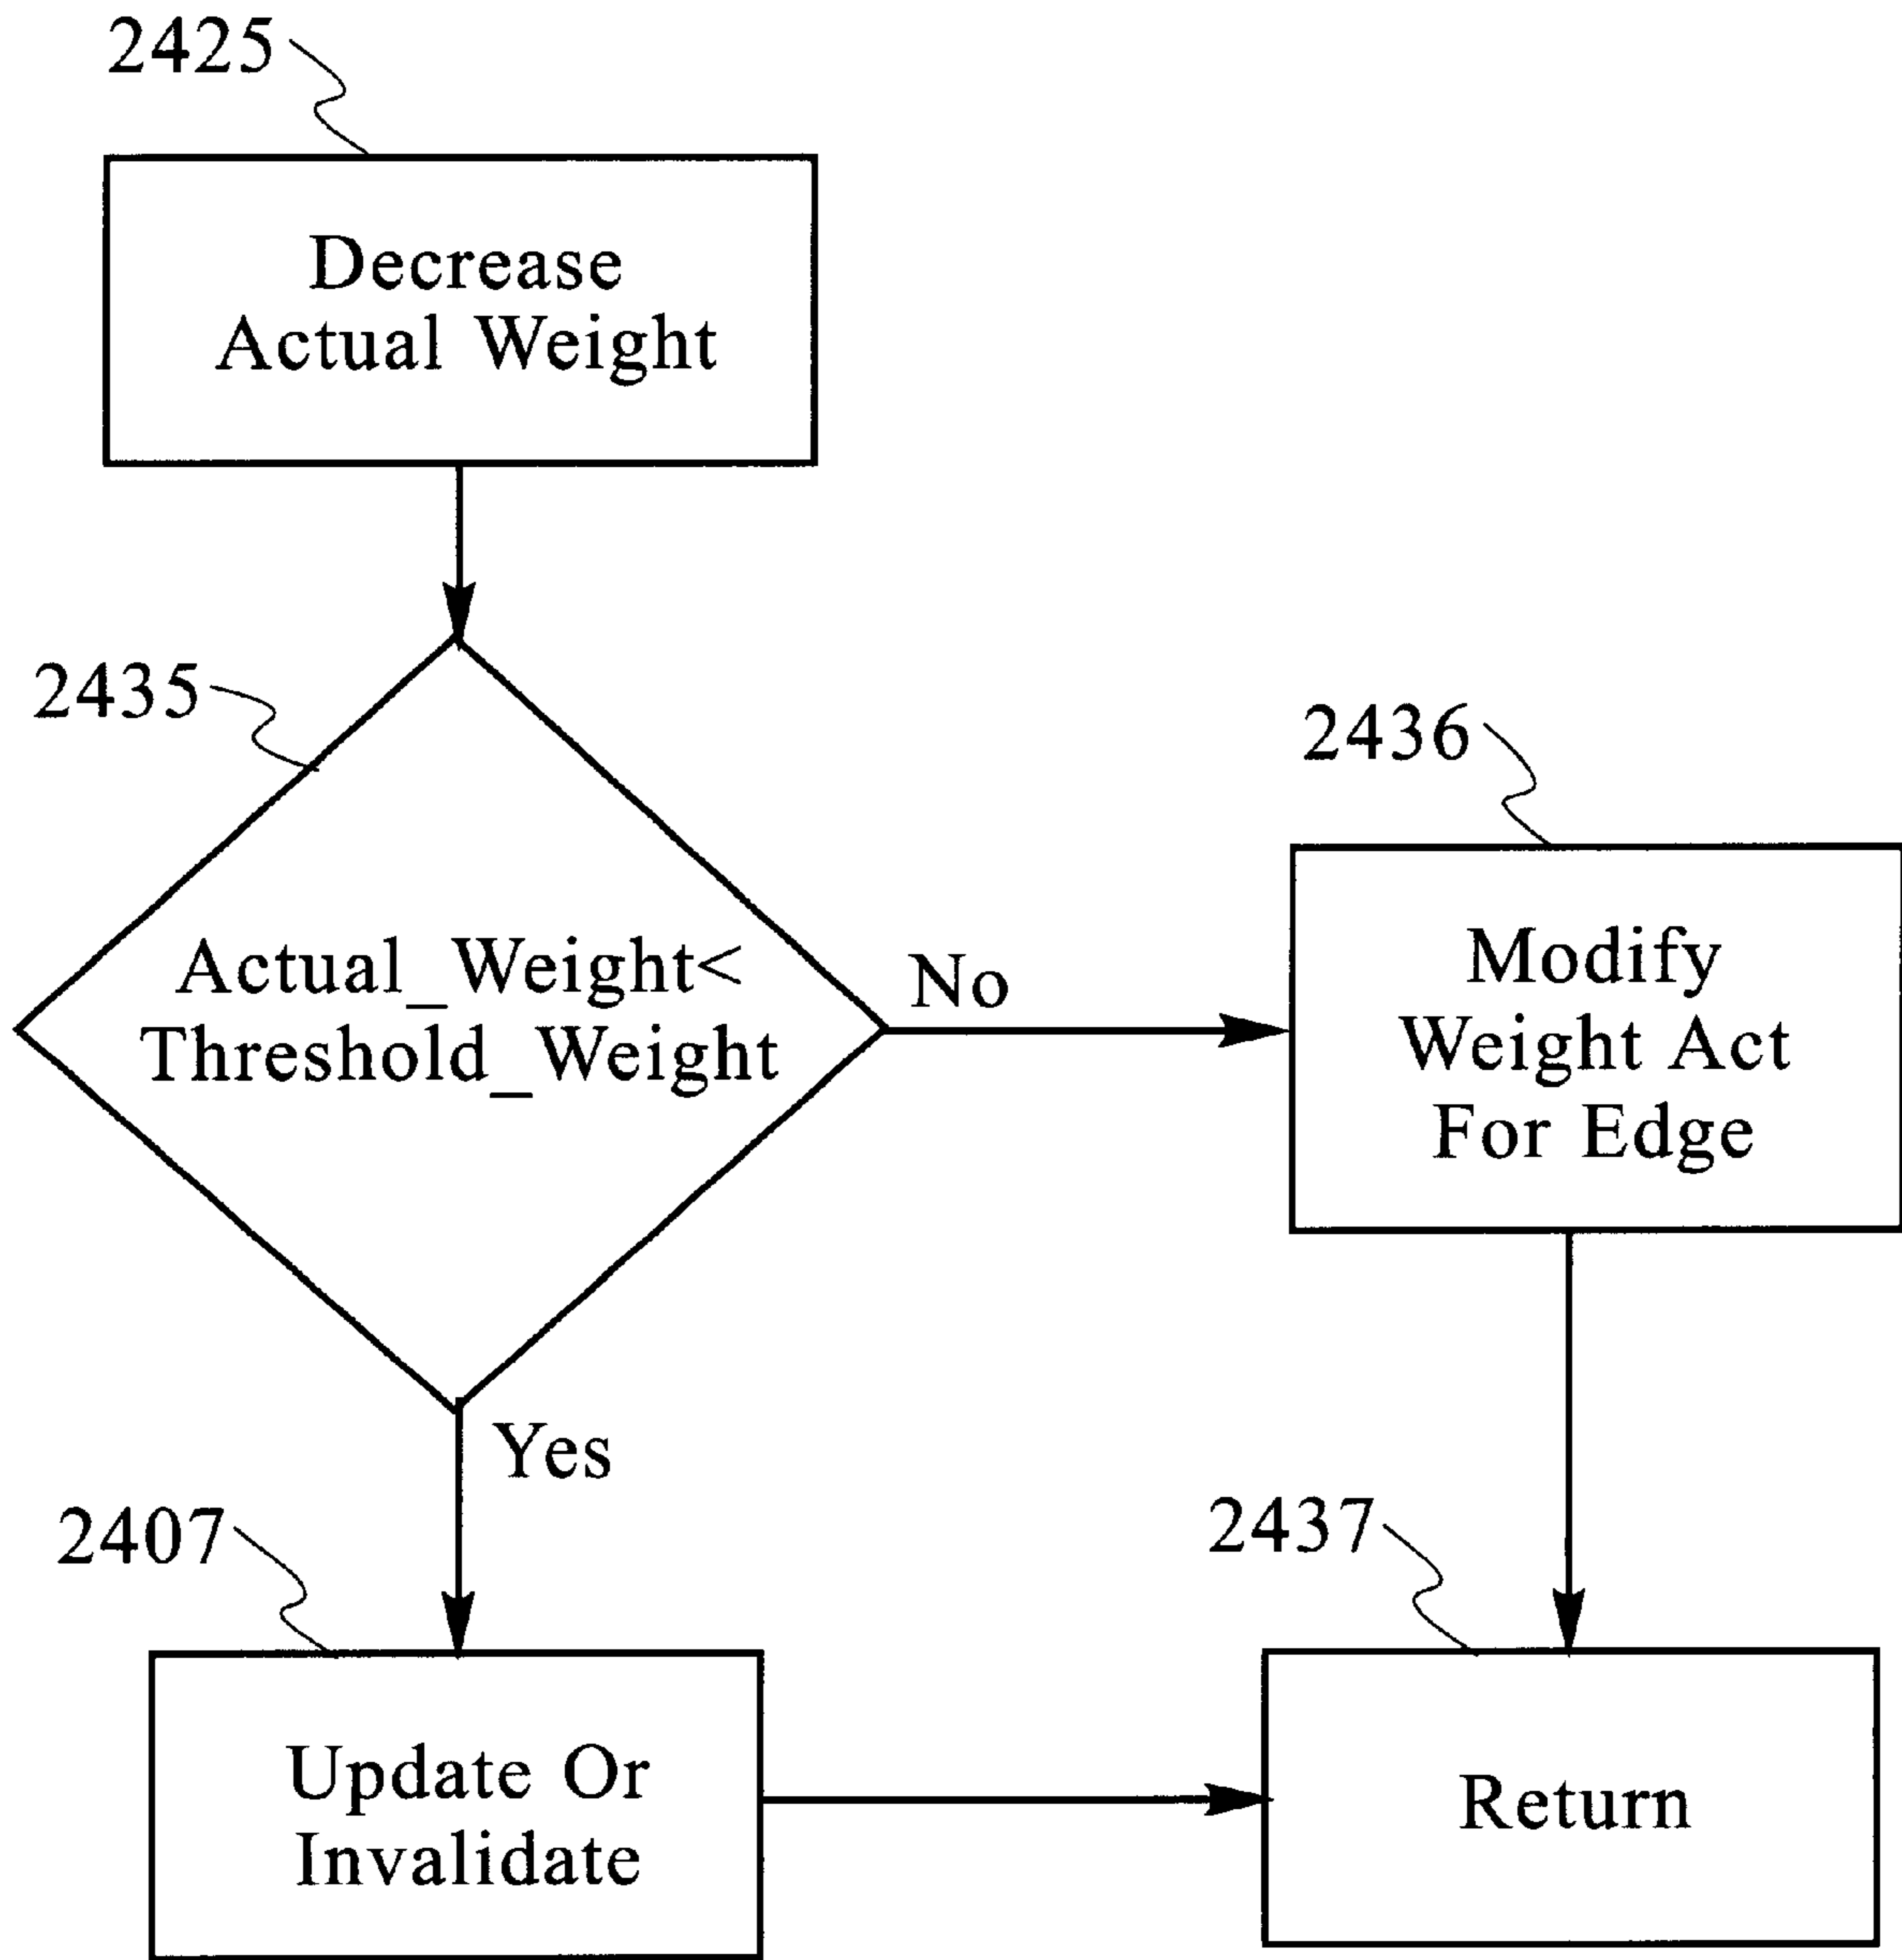 2425
Decrease
Actual Weight
2435
Actual_Weight<
Threshold_Weight
No
2436
Modify
Weight Act
For Edge
Yes
2407
Update Or
Invalidate
2437
Return